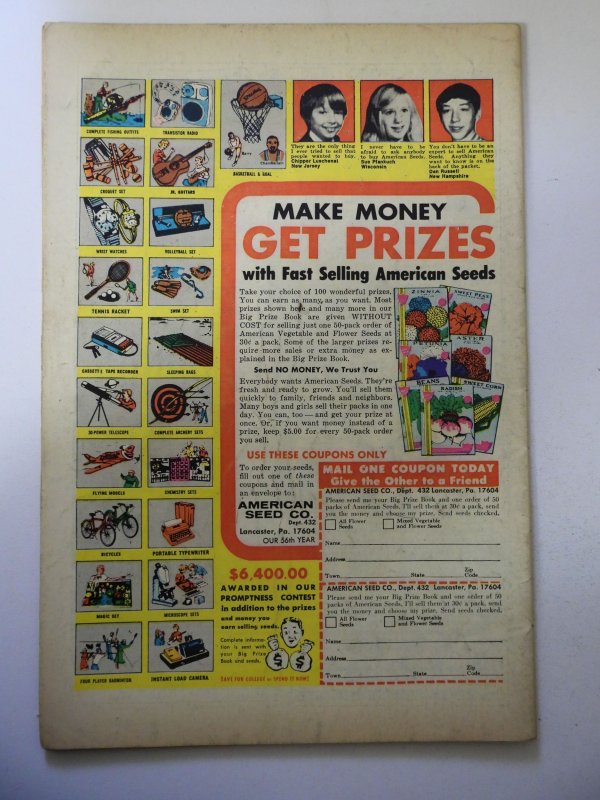 COMPLETE FISHING OUTFITS
TRANSISTOR RADIO
CROQUET SET
JR. GUITARS
WRIST WATCHES
VOLLEYBALL SET
TENNIS RACKET
SWIM SET
CASSETTE TAPE RECORDER
SLEEPING BAGS
30-POWER TELESCOPE
COMPLETE ARCHERY SETS
FLYING MODELS
CHEMISTRY SETS
BICYCLES
PORTABLE TYPEWRITER
MAGIC SET
MICROSCOPE SETS
FOUR PLAYER BADMINTON
INSTANT LOAD CAMERA
BASKETBALL & GOAL
They are the only thing
I ever tried to sell that
people wanted to buy.
Chipper Luechenal
New Jersey
I never have to be
afraid to ask anybody
to buy American Seeds.
Sue Plankuch
Wisconsin
You don't have to be an
expert to sell American
Seeds. Anything they
want to know is on the
back of the packet.
Dan Russell
New Hampshire
MAKE MONEY
GET PRIZES
with Fast Selling American Seeds
Take your choice of 100 wonderful prizes.
You can earn as many as you want. Most
prizes shown here and many more in our
Big Prize Book are given WITHOUT
COST for selling just one 50-pack order of
American Vegetable and Flower Seeds at
30¢ a pack. Some of the larger prizes re-
quire more sales or extra money as ex-
plained in the Big Prize Book.
Send NO MONEY, We Trust You
Everybody wants American Seeds. They're
fresh and ready to grow. You'll sell them
quickly to family, friends and neighbors.
Many boys and girls sell their packs in one
day. You can, too — and get your prize at
once. Or, if you want money instead of a
prize, keep $5.00 for every 50-pack order
you sell.
ZINNIA
SWEET PEAS
PETUNIA
ASTER
BEANS
RADISH
SWEET CORN
USE THESE COUPONS ONLY
To order your seeds,
fill out one of these
coupons and mail in
an envelope to:
AMERICAN
SEED CO.
Dept. 432
Lancaster, Pa. 17604
OUR 56th YEAR
MAIL ONE COUPON TODAY
Give the Other to a Friend
AMERICAN SEED CO., Dept. 432 Lancaster, Pa. 17604
Please send me your Big Prize Book and one order of 50
packs of American Seeds. I'll sell them at 30¢ a pack, send
you the money and choose my prize. Send seeds checked.
All Flower Seeds
Mixed Vegetable and Flower Seeds
Name
Address
Town State Zip Code
AMERICAN SEED CO., Dept. 432 Lancaster, Pa. 17604
Please send me your Big Prize Book and one order of 50
packs of American Seeds. I'll sell them at 30¢ a pack, send
you the money and choose my prize. Send seeds checked.
All Flower Seeds
Mixed Vegetable and Flower Seeds
Name
Address
Town State Zip Code
$6,400.00
AWARDED IN OUR
PROMPTNESS CONTEST
in addition to the prizes
and money you
earn selling seeds.
Complete informa-
tion is sent with
your Big Prize
Book and seeds.
$ $
SAVE FOR COLLEGE or SPEND IT NOW!